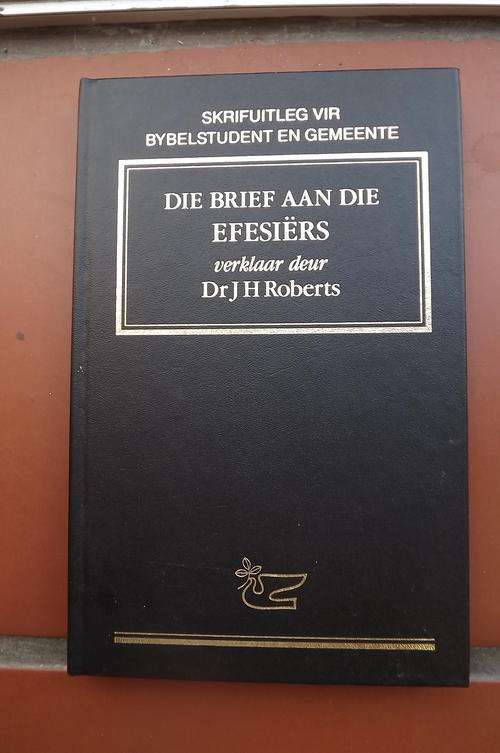 SKRIFUITLEG VIR
BYBELSTUDENT EN GEMEENTE
DIE BRIEF AAN DIE
EFESIËRS
verklaar deur
Dr J H Roberts